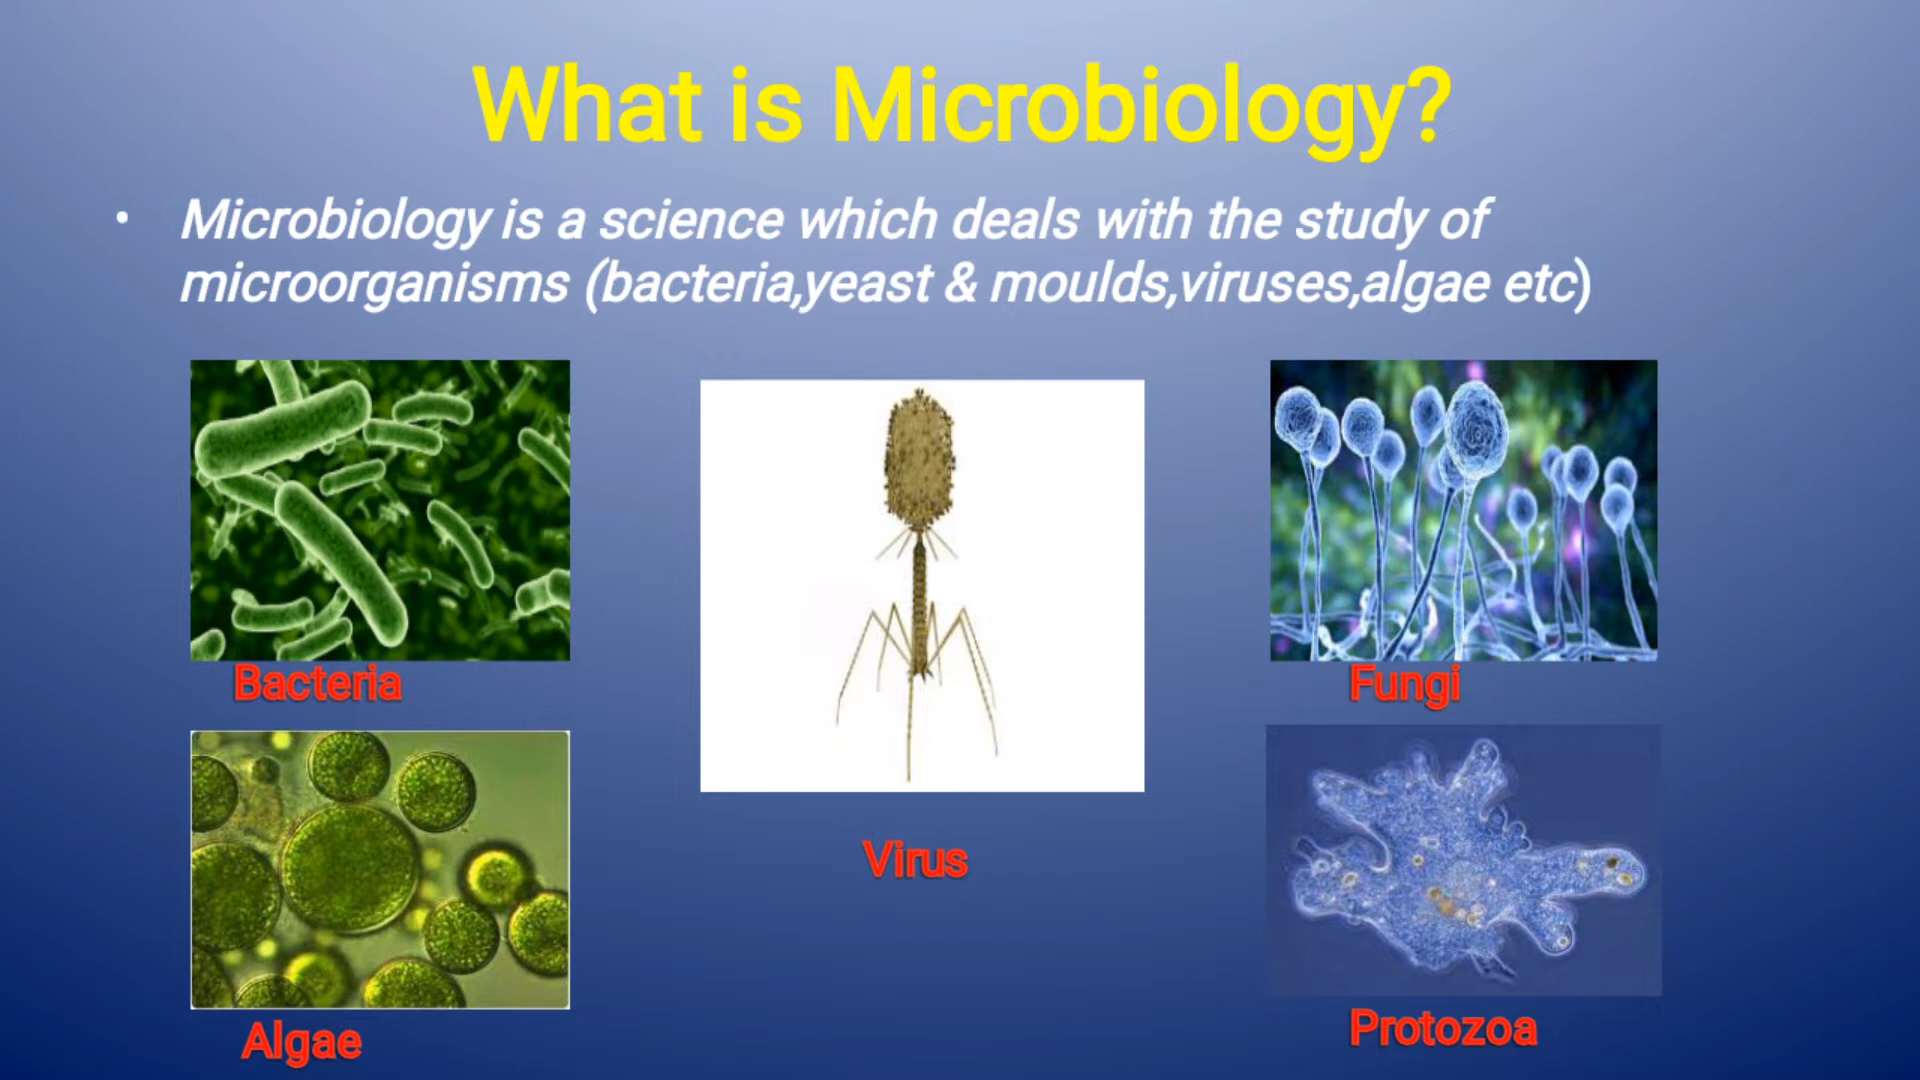 What is Microbiology?
• Microbiology is a science which deals with the study of
microorganisms (bacteria,yeast & moulds,viruses,algae etc)
Bacteria
Fungi
Virus
Algae
Protozoa